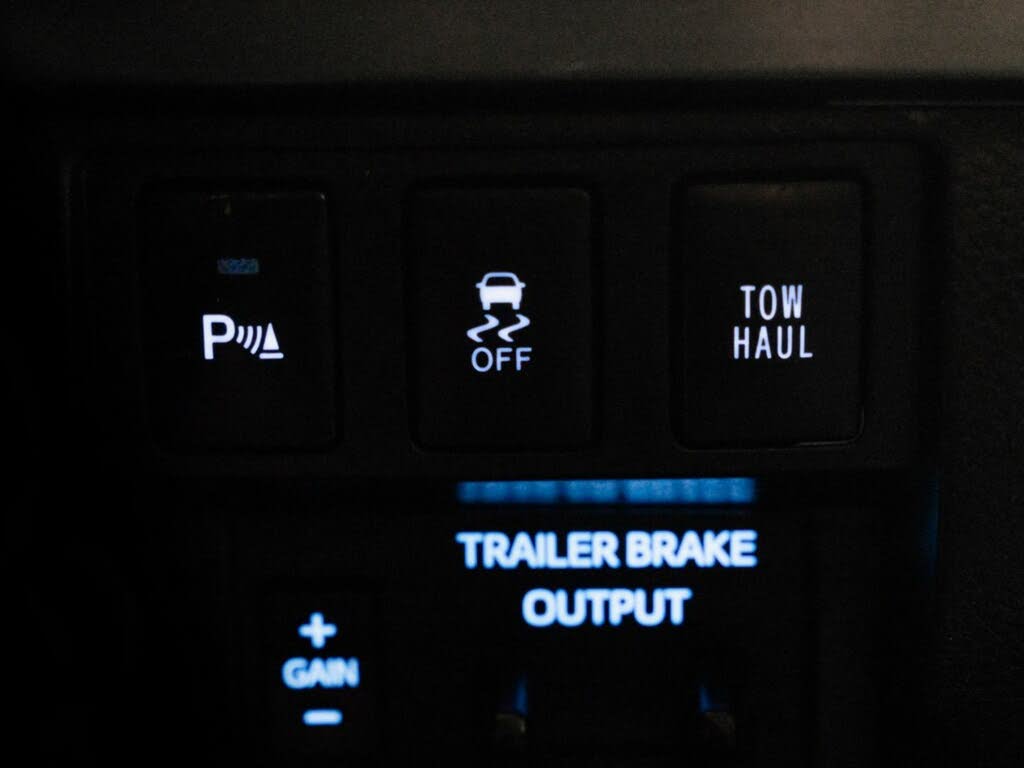 P
OFF
TOW
HAUL
TRAILER BRAKE
OUTPUT
+
GAIN
-